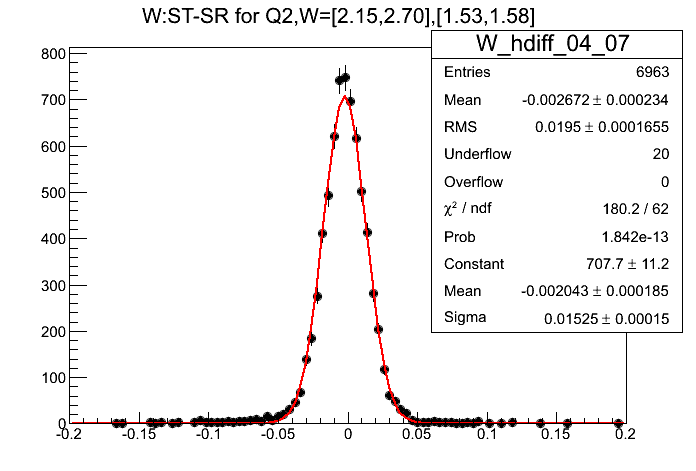 W:ST-SR for Q2,W=[2.15,2.70],[1.53,1.58]
W_hdiff_04_07
Entries 6963
Mean -0.002672 ± 0.000234
RMS 0.0195 ± 0.0001655
Underflow 20
Overflow 0
χ² / ndf 180.2 / 62
Prob 1.842e-13
Constant 707.7 ± 11.2
Mean -0.002043 ± 0.000185
Sigma 0.01525 ± 0.00015
800
700
600
500
400
300
200
100
0
-0.2 -0.15 -0.1 -0.05 0 0.05 0.1 0.15 0.2